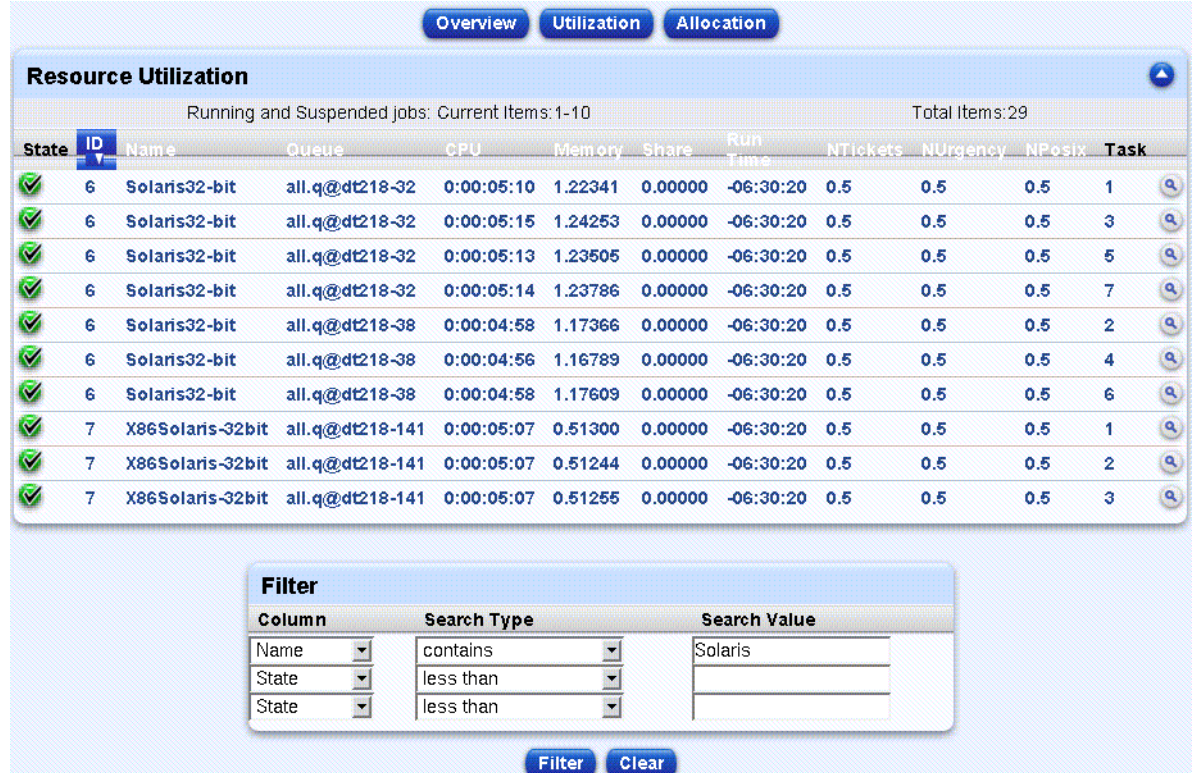 Overview Utilization Allocation
Resource Utilization
Running and Suspended jobs: Current Items:1-10 Total Items:29
State ID Name Queue CPU Memory Share Run Time NTickets NUrgency NPosix Task
6 Solaris32-bit all.q@dt218-32 0:00:05:10 1.22341 0.00000 -06:30:20 0.5 0.5 0.5 1
6 Solaris32-bit all.q@dt218-32 0:00:05:15 1.24253 0.00000 -06:30:20 0.5 0.5 0.5 3
6 Solaris32-bit all.q@dt218-32 0:00:05:13 1.23505 0.00000 -06:30:20 0.5 0.5 0.5 5
6 Solaris32-bit all.q@dt218-32 0:00:05:14 1.23786 0.00000 -06:30:20 0.5 0.5 0.5 7
6 Solaris32-bit all.q@dt218-38 0:00:04:58 1.17366 0.00000 -06:30:20 0.5 0.5 0.5 2
6 Solaris32-bit all.q@dt218-38 0:00:04:56 1.16789 0.00000 -06:30:20 0.5 0.5 0.5 4
6 Solaris32-bit all.q@dt218-38 0:00:04:58 1.17609 0.00000 -06:30:20 0.5 0.5 0.5 6
7 X86Solaris-32bit all.q@dt218-141 0:00:05:07 0.51300 0.00000 -06:30:20 0.5 0.5 0.5 1
7 X86Solaris-32bit all.q@dt218-141 0:00:05:07 0.51244 0.00000 -06:30:20 0.5 0.5 0.5 2
7 X86Solaris-32bit all.q@dt218-141 0:00:05:07 0.51255 0.00000 -06:30:20 0.5 0.5 0.5 3
Filter
Column Search Type Search Value
Name contains Solaris
State less than
State less than
Filter Clear